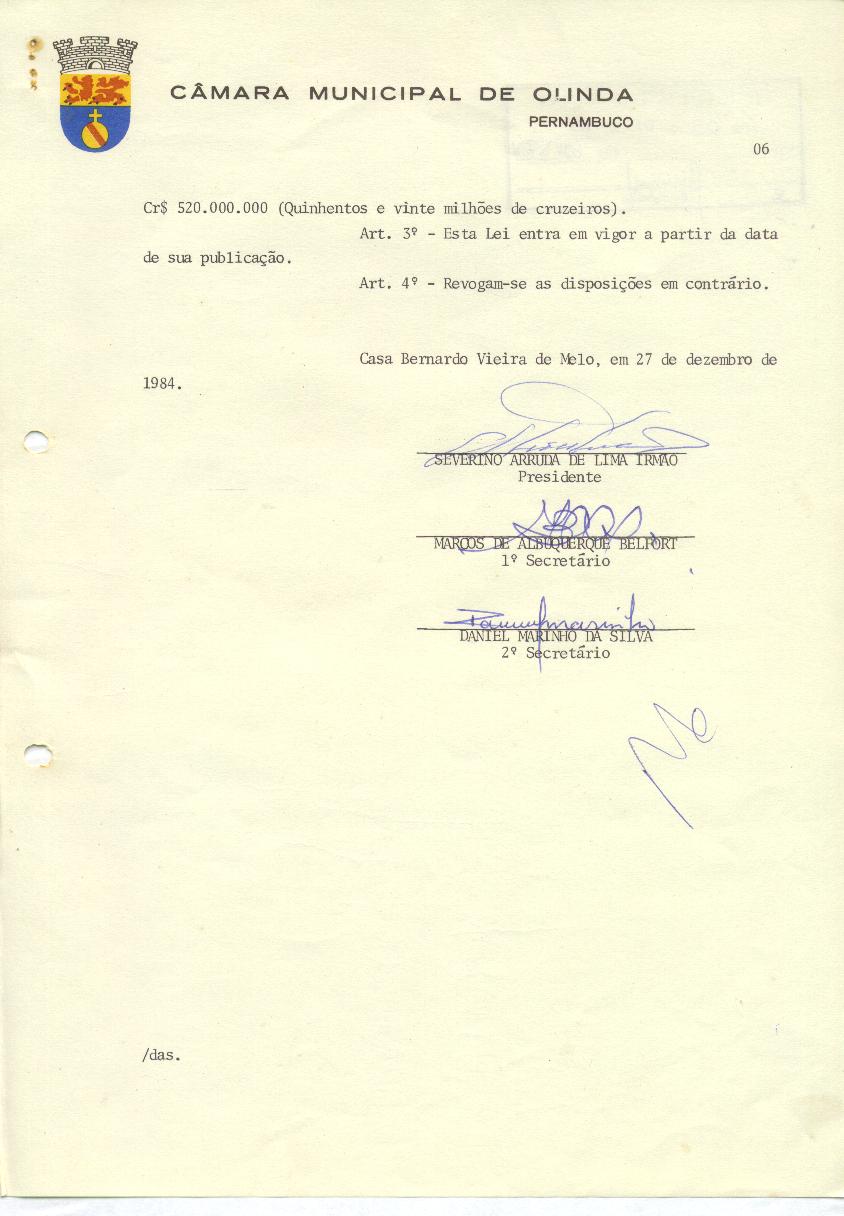 CÂMARA MUNICIPAL DE OLINDA
PERNAMBUCO
06
Cr$ 520.000.000 (Quinhentos e vinte milhões de cruzeiros).
Art. 3º - Esta Lei entra em vigor a partir da data
de sua publicação.
Art. 4º - Revogam-se as disposições em contrário.
Casa Bernardo Vieira de Melo, em 27 de dezembro de
1984.
SEVERINO ARRUDA DE LIMA IRMÃO
Presidente
MARCOS DE ALBUQUERQUE BELFORT
1º Secretário
DANIEL MARINHO DA SILVA
2º Secretário
/das.